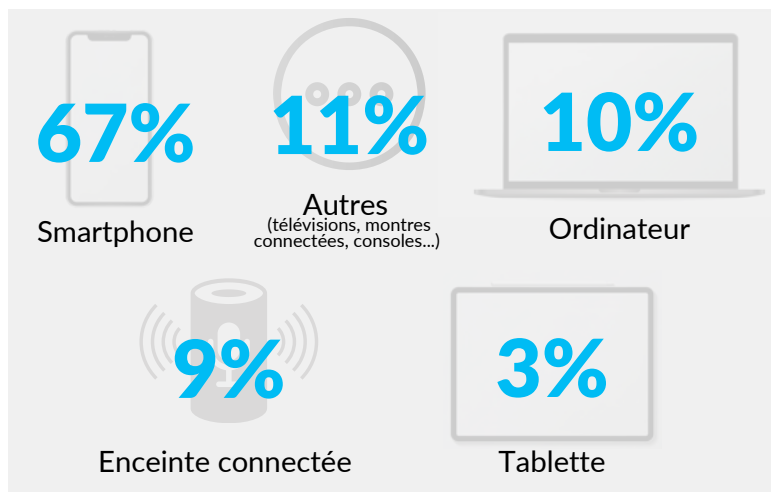 67%
Smartphone
11%
Autres
(télévisions, montres
connectées, consoles...)
10%
Ordinateur
9%
Enceinte connectée
3%
Tablette